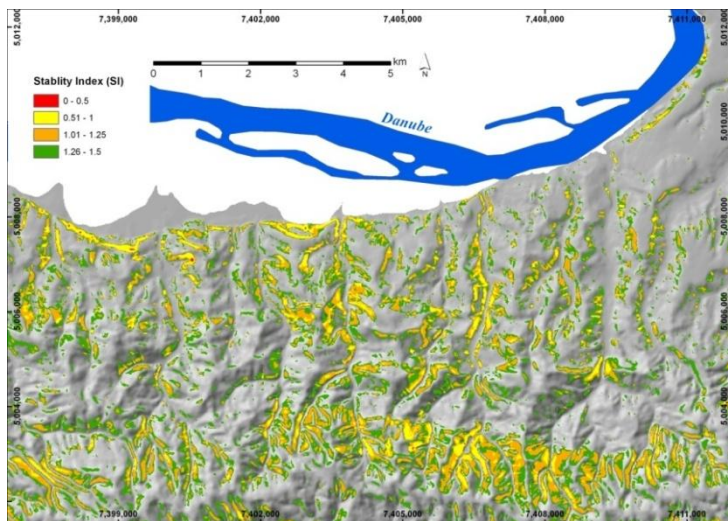 7,399,000 7,402,000 7,405,000 7,408,000 7,411,000
5,012,000 5,012,000
km
0 1 2 3 4 5
N
Stablity Index (SI)
0 - 0.5
0.51 - 1
1.01 - 1.25
1.26 - 1.5
Danube
5,010,000
5,008,000 5,008,000
5,006,000 5,006,000
5,004,000 5,004,000
7,399,000 7,402,000 7,405,000 7,408,000 7,411,000